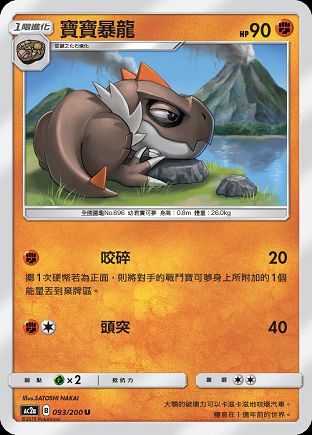 1階進化
寶寶暴龍
HP 90
從顎之化石進化
全國圖鑑No.696 幼君寶可夢 身高：0.8m 體重：26.0kg
咬碎 20
擲1次硬幣若為正面，則將對手的戰鬥寶可夢身上所附加的1個
能量丟到棄牌區。
頭突 40
弱點 ×2 抵抗力 撤退
Illus.SATOSHI NAKAI
AC2a B 093/200 U
©2019 Pokémon
大顎的破壞力可以卡滋卡滋地咬壞汽車。
棲息在1億年前的世界。